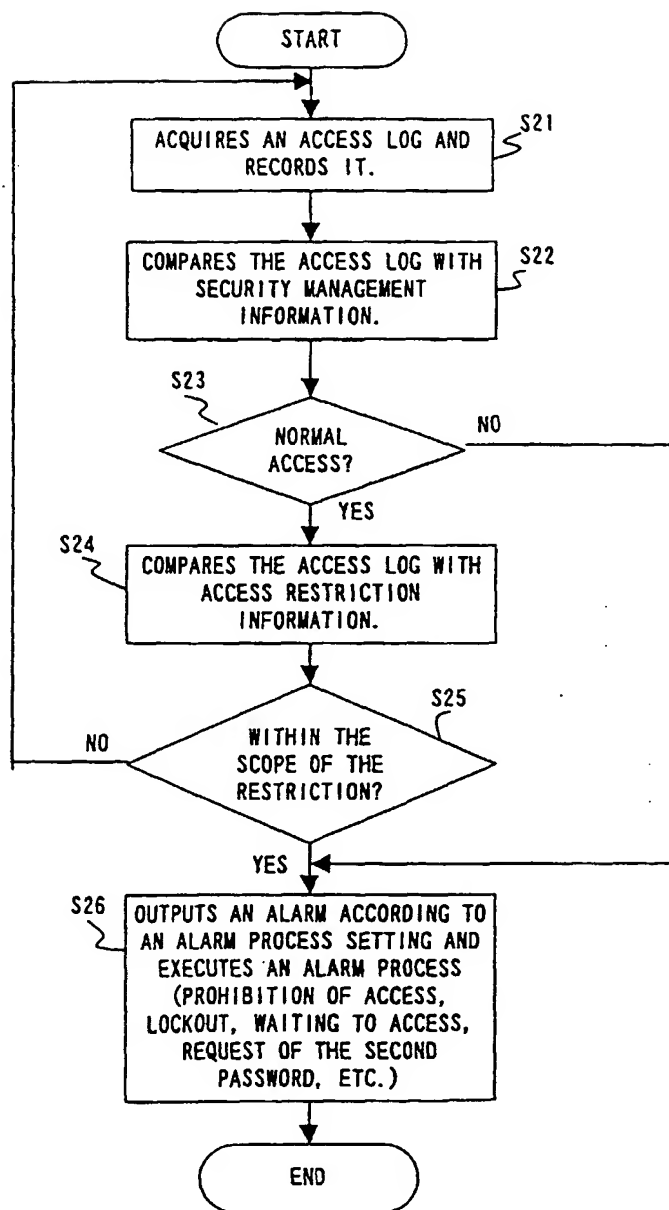 START
S21
ACQUIRES AN ACCESS LOG AND
RECORDS IT.
S22
COMPARES THE ACCESS LOG WITH
SECURITY MANAGEMENT
INFORMATION.
S23
NORMAL
ACCESS?
NO
YES
S24
COMPARES THE ACCESS LOG WITH
ACCESS RESTRICTION
INFORMATION.
S25
NO
WITHIN THE
SCOPE OF THE
RESTRICTION?
YES
S26
OUTPUTS AN ALARM ACCORDING TO
AN ALARM PROCESS SETTING AND
EXECUTES AN ALARM PROCESS
(PROHIBITION OF ACCESS,
LOCKOUT, WAITING TO ACCESS,
REQUEST OF THE SECOND
PASSWORD, ETC.)
END